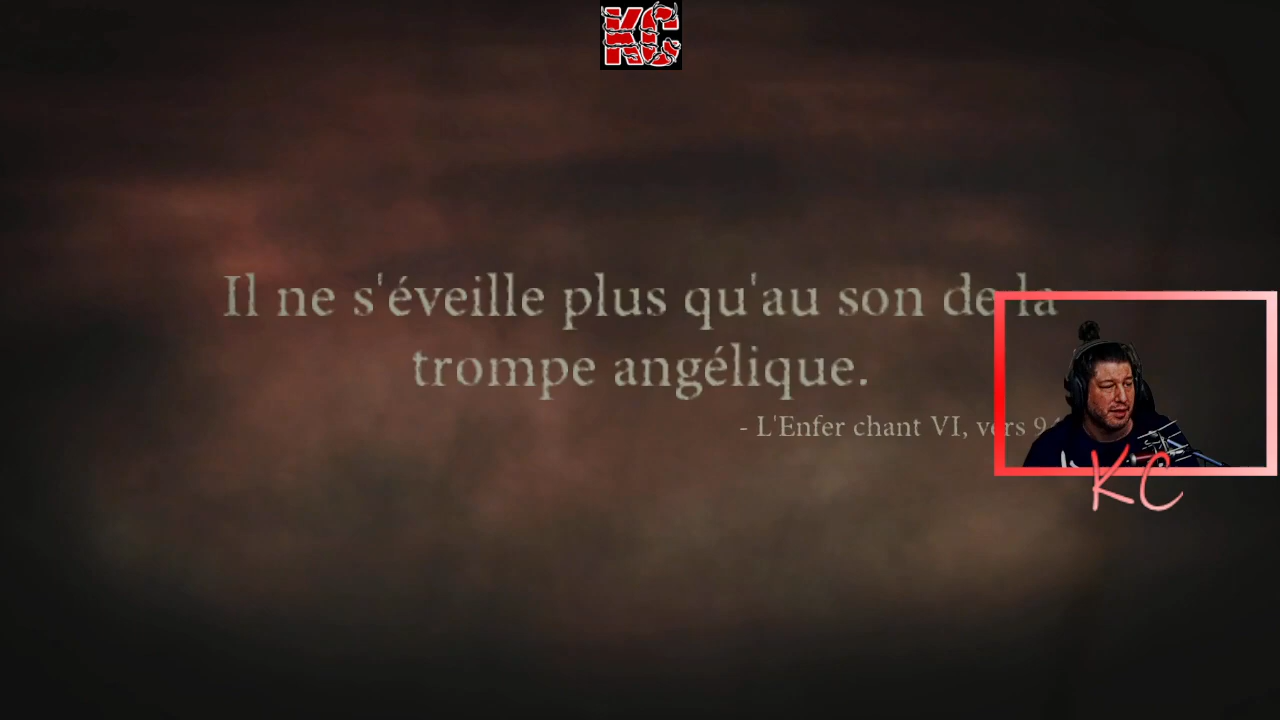 KC
Il ne s'éveille plus qu'au son de la
trompe angélique.
- L'Enfer chant VI, vers
KC